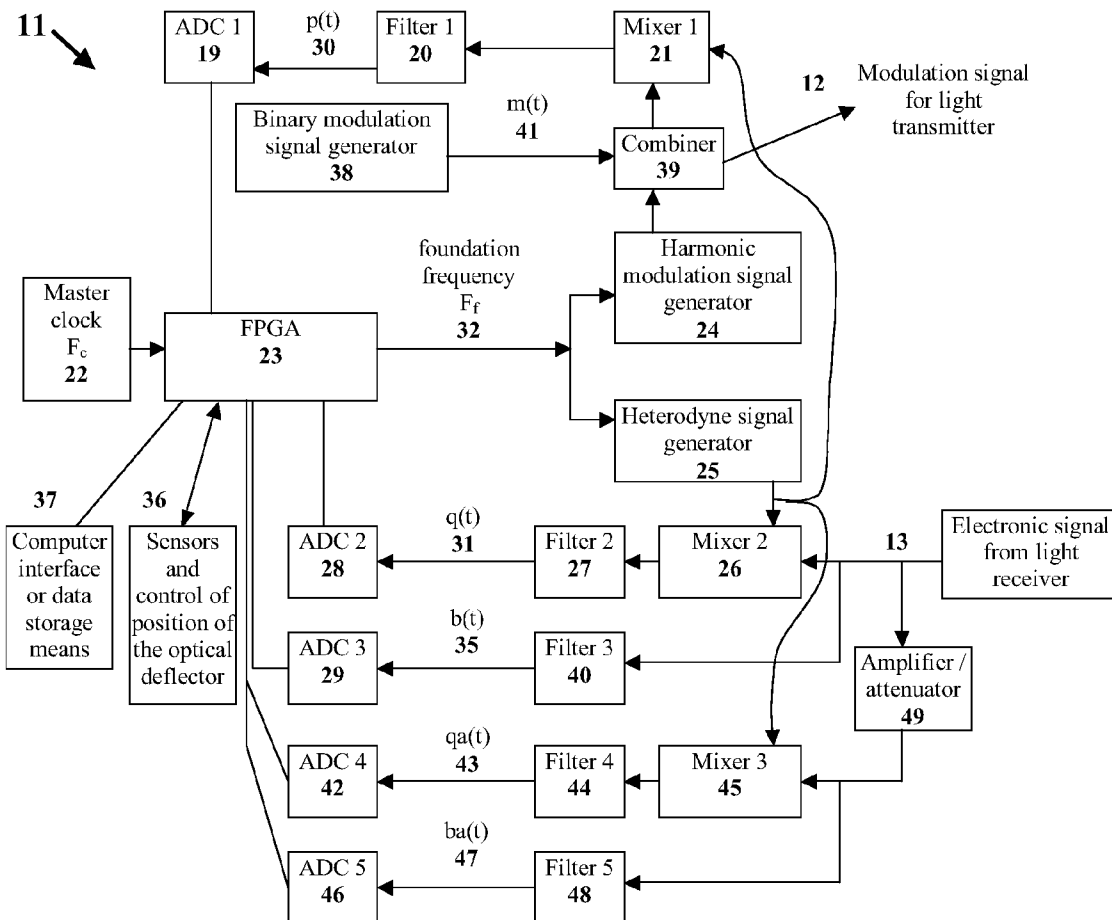 11
ADC 1
19
p(t)
30
Filter 1
20
Mixer 1
21
12
Modulation signal
for light
transmitter
Binary modulation
signal generator
38
m(t)
41
Combiner
39
foundation
frequency
F_f
32
Harmonic
modulation signal
generator
24
Master
clock
F_c
22
FPGA
23
Heterodyne signal
generator
25
37
36
Computer
interface
or data
storage
means
Sensors
and
control of
position of
the optical
deflector
ADC 2
28
q(t)
31
Filter 2
27
Mixer 2
26
13
Electronic signal
from light
receiver
ADC 3
29
b(t)
35
Filter 3
40
Amplifier /
attenuator
49
ADC 4
42
qa(t)
43
Filter 4
44
Mixer 3
45
ADC 5
46
ba(t)
47
Filter 5
48